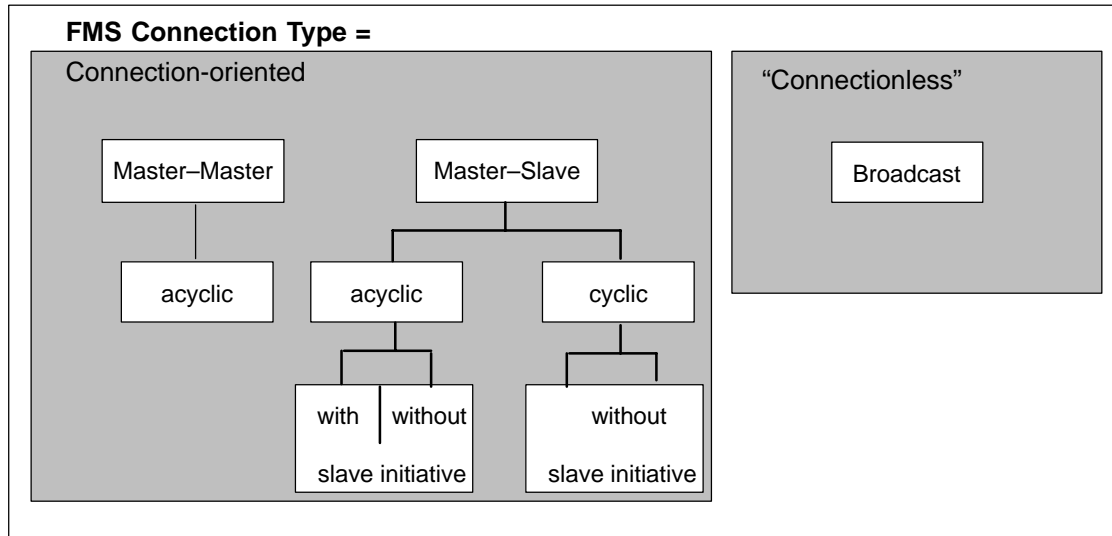 FMS Connection Type =
Connection-oriented
“Connectionless”
Master–Master
Master–Slave
Broadcast
acyclic
acyclic
cyclic
with
without
slave initiative
without
slave initiative